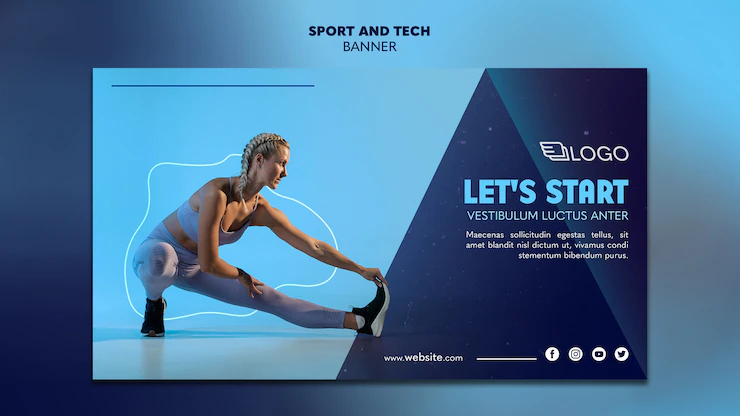 SPORT AND TECH
BANNER
LOGO
LET'S START
VESTIBULUM LUCTUS ANTER
Maecenas sollicitudin egestas tellus, sit
amet blandit nisl dictum ut, vivamus condi
stementum bibendum purus.
www.website.com